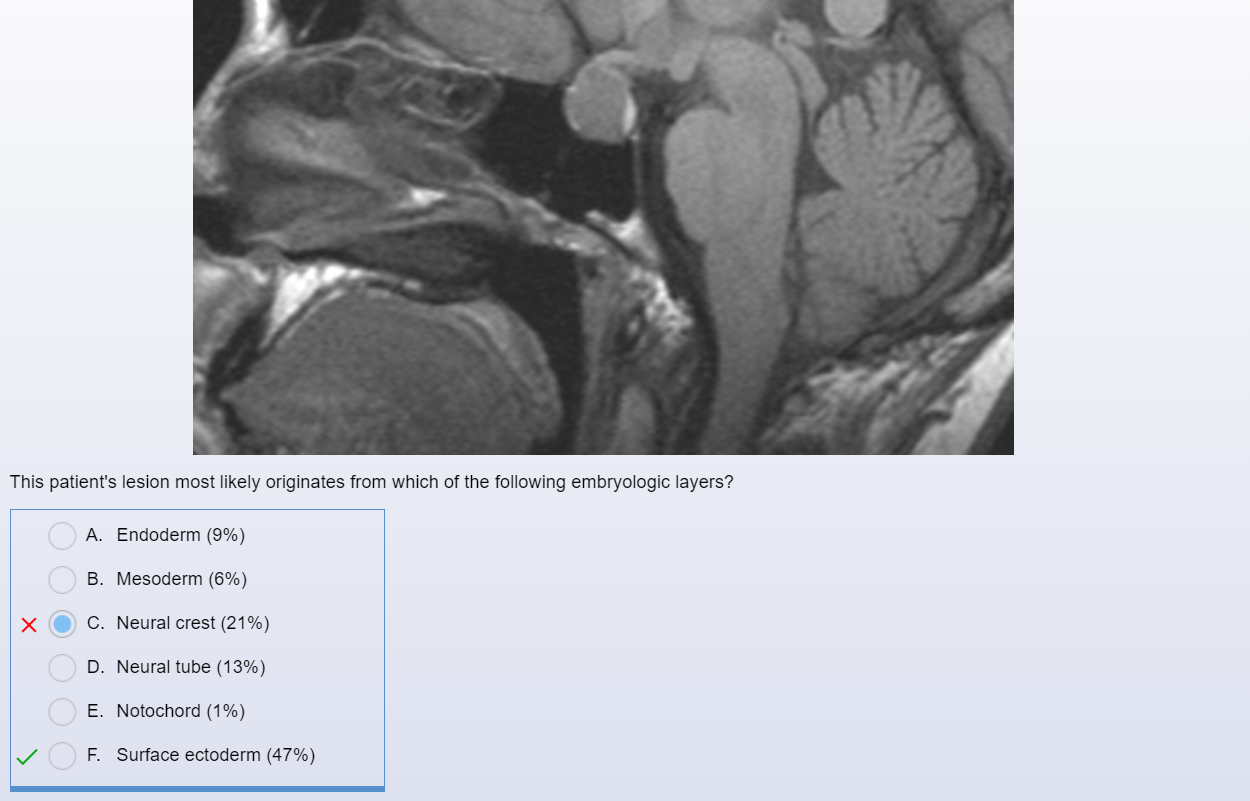 This patient's lesion most likely originates from which of the following embryologic layers?
A. Endoderm (9%)
B. Mesoderm (6%)
C. Neural crest (21%)
D. Neural tube (13%)
E. Notochord (1%)
F. Surface ectoderm (47%)